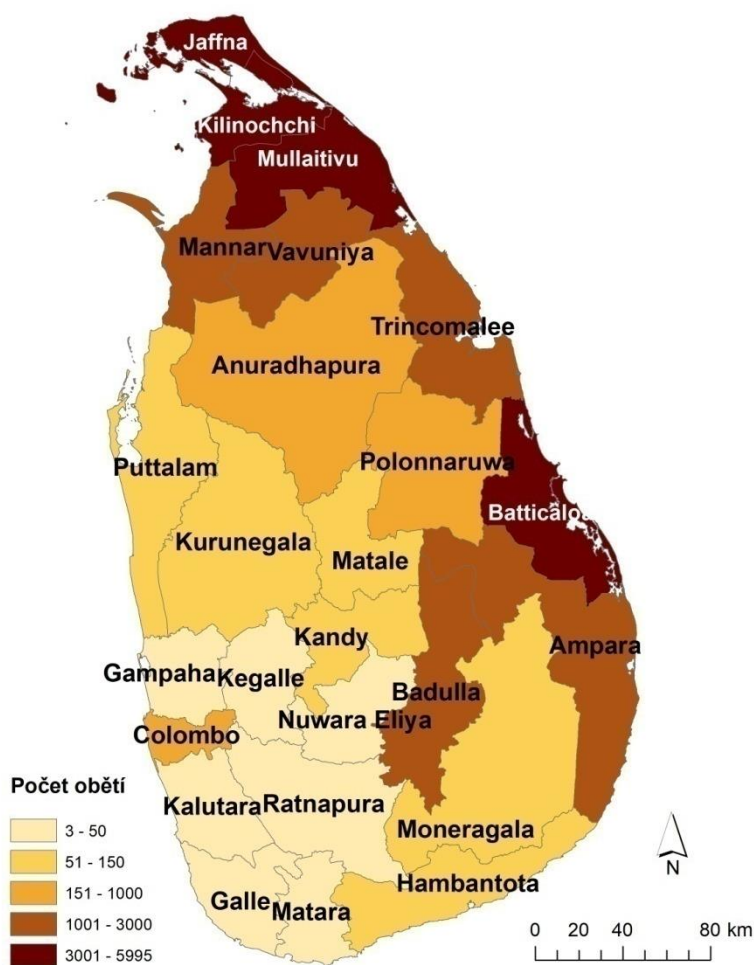 Jaffna
Kilinochchi
Mullaitivu
Mannar
Vavuniya
Trincomalee
Anuradhapura
Puttalam
Polonnaruwa
Batticaloa
Kurunegala
Matale
Kandy
Ampara
Gampaha
Kegalle
Badulla
Nuwara Eliya
Colombo
Počet obětí
Kalutara
Ratnapura
3 - 50
Moneragala
51 - 150
Hambantota
N
151 - 1000
Galle
Matara
1001 - 3000
0 20 40 80 km
3001 - 5995